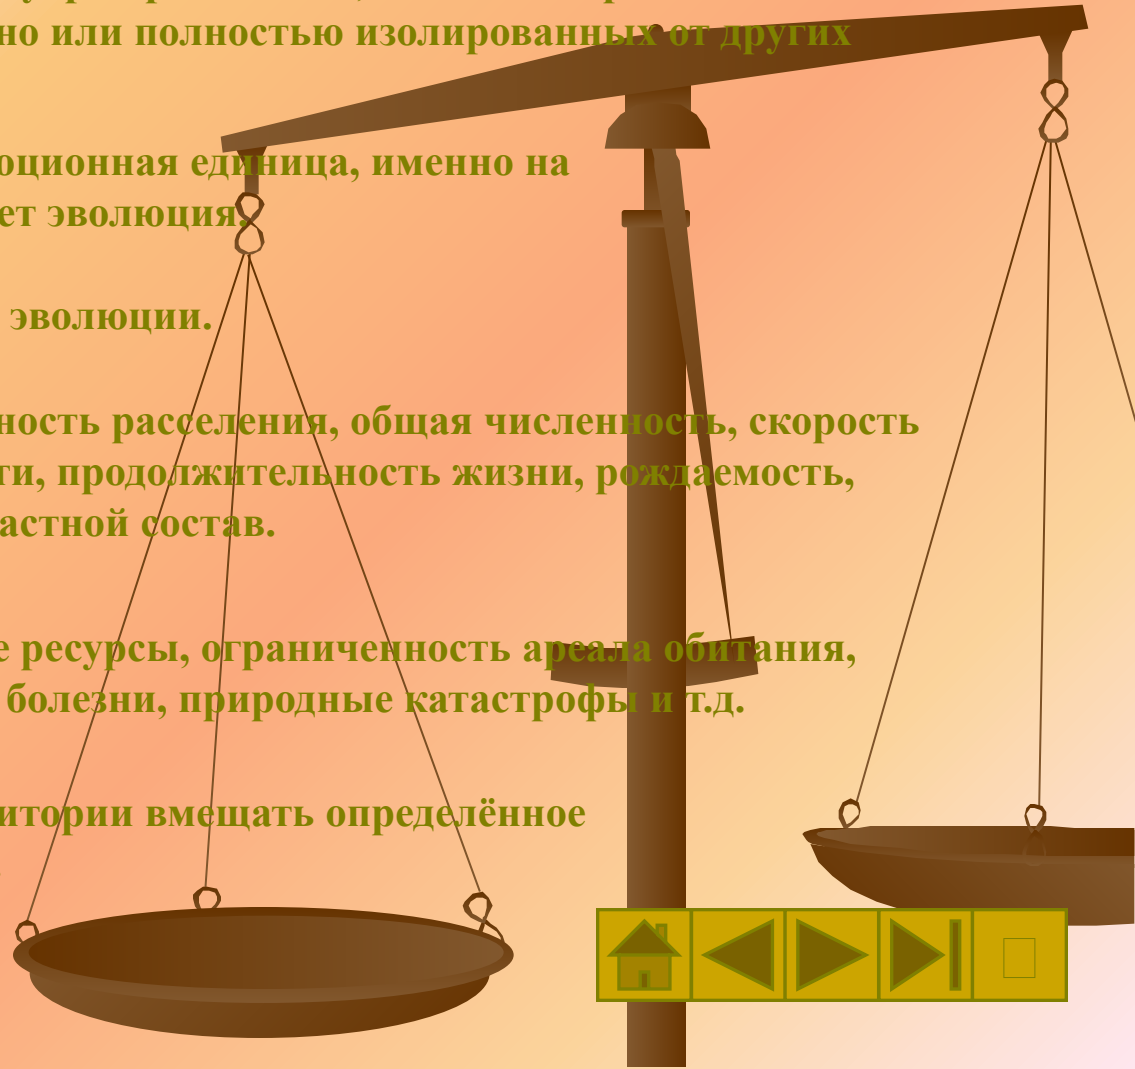 но или полностью изолированных от других
оционная единица, именно на
ет эволюция.
эволюции.
ность расселения, общая численность, скорость
ти, продолжительность жизни, рождаемость,
астной состав.
е ресурсы, ограниченность ареала обитания,
болезни, природные катастрофы и т.д.
итории вмещать определённое